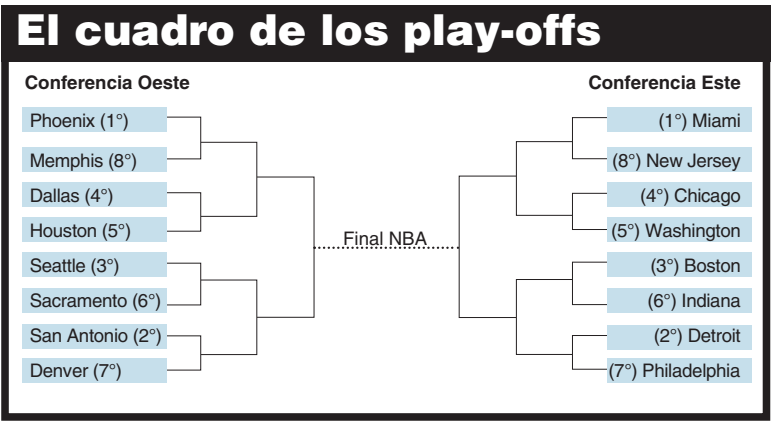 El cuadro de los play-offs
Conferencia Oeste
Phoenix (1°)
Memphis (8°)
Dallas (4°)
Houston (5°)
Seattle (3°)
Sacramento (6°)
San Antonio (2°)
Denver (7°)
Final NBA
Conferencia Este
(1°) Miami
(8°) New Jersey
(4°) Chicago
(5°) Washington
(3°) Boston
(6°) Indiana
(2°) Detroit
(7°) Philadelphia